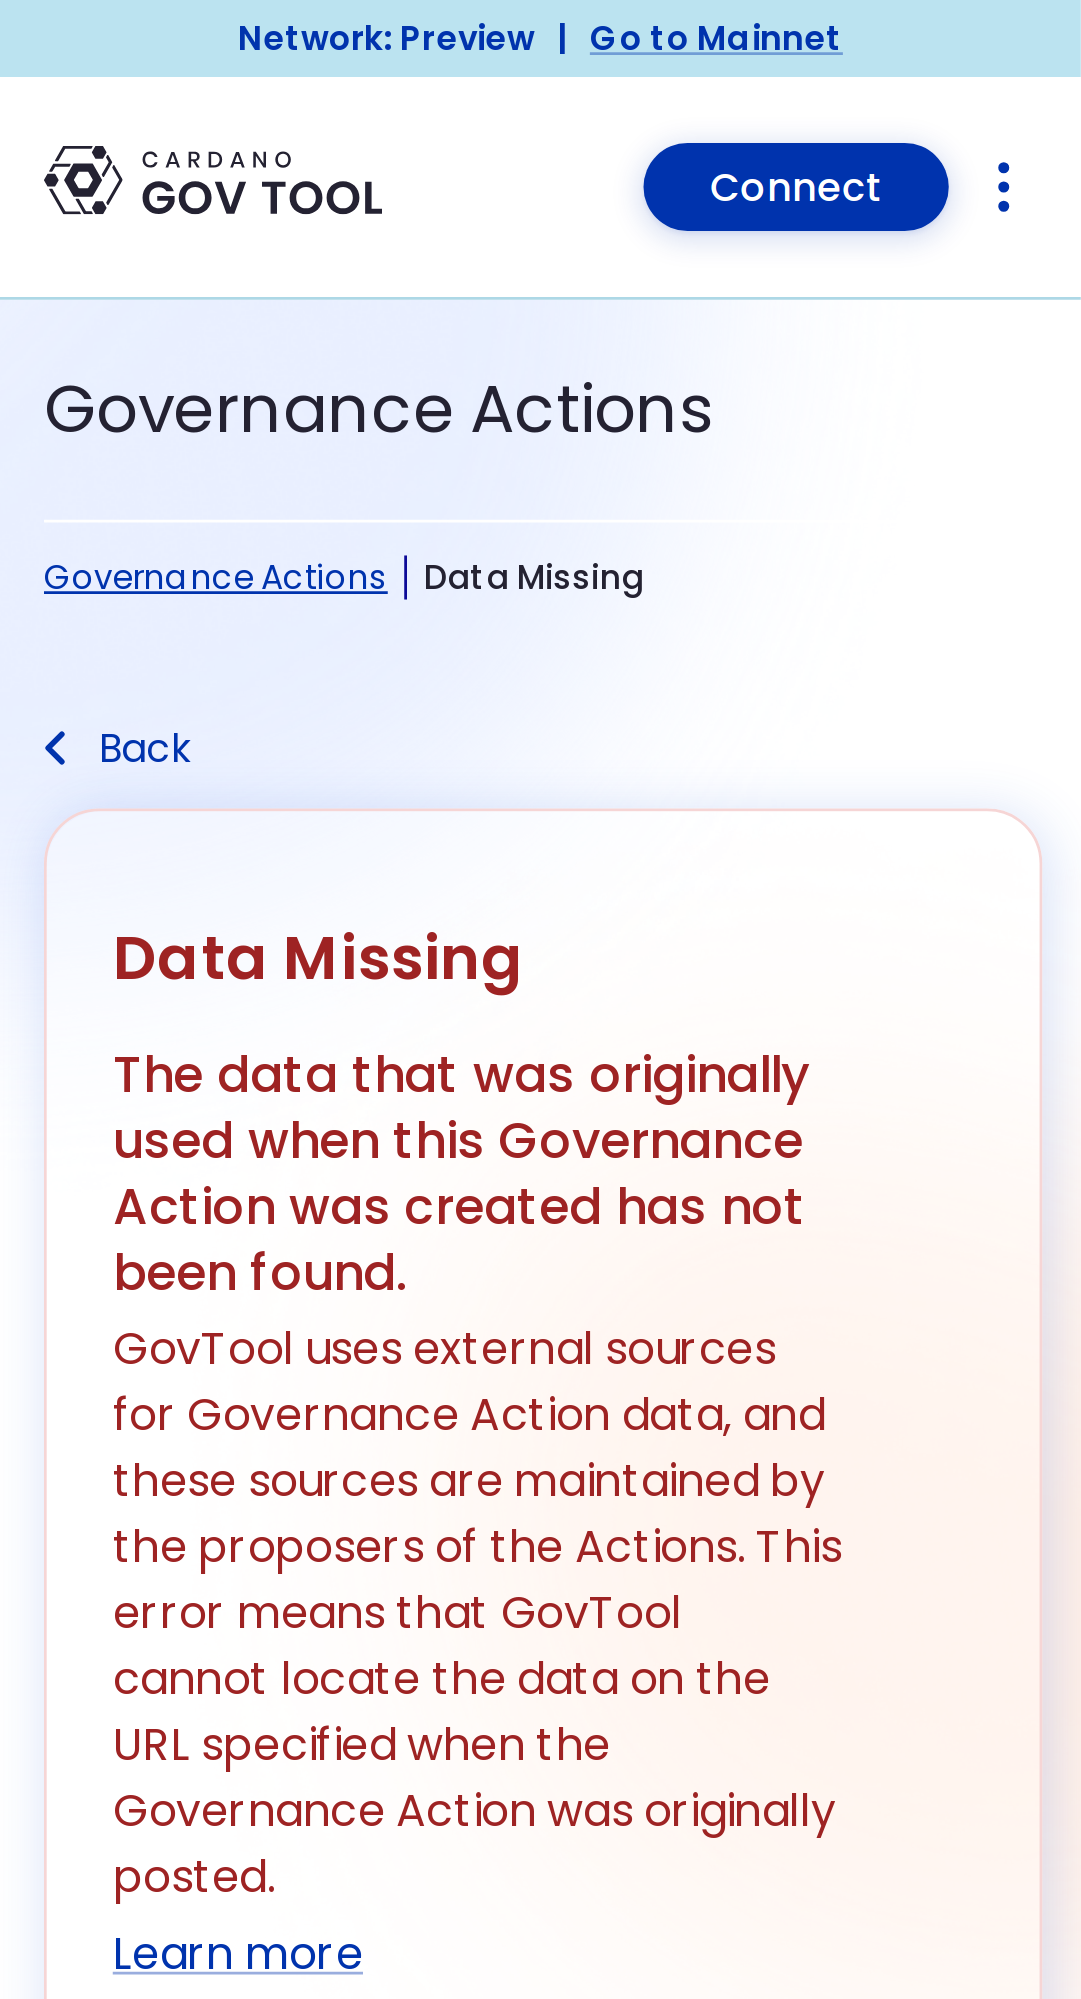 Network: Preview | Go to Mainnet
CARDANO
GOV TOOL
Connect
Governance Actions
Governance Actions | Data Missing
Back
Data Missing
The data that was originally
used when this Governance
Action was created has not
been found.
GovTool uses external sources
for Governance Action data, and
these sources are maintained by
the proposers of the Actions. This
error means that GovTool
cannot locate the data on the
URL specified when the
Governance Action was originally
posted.
Learn more